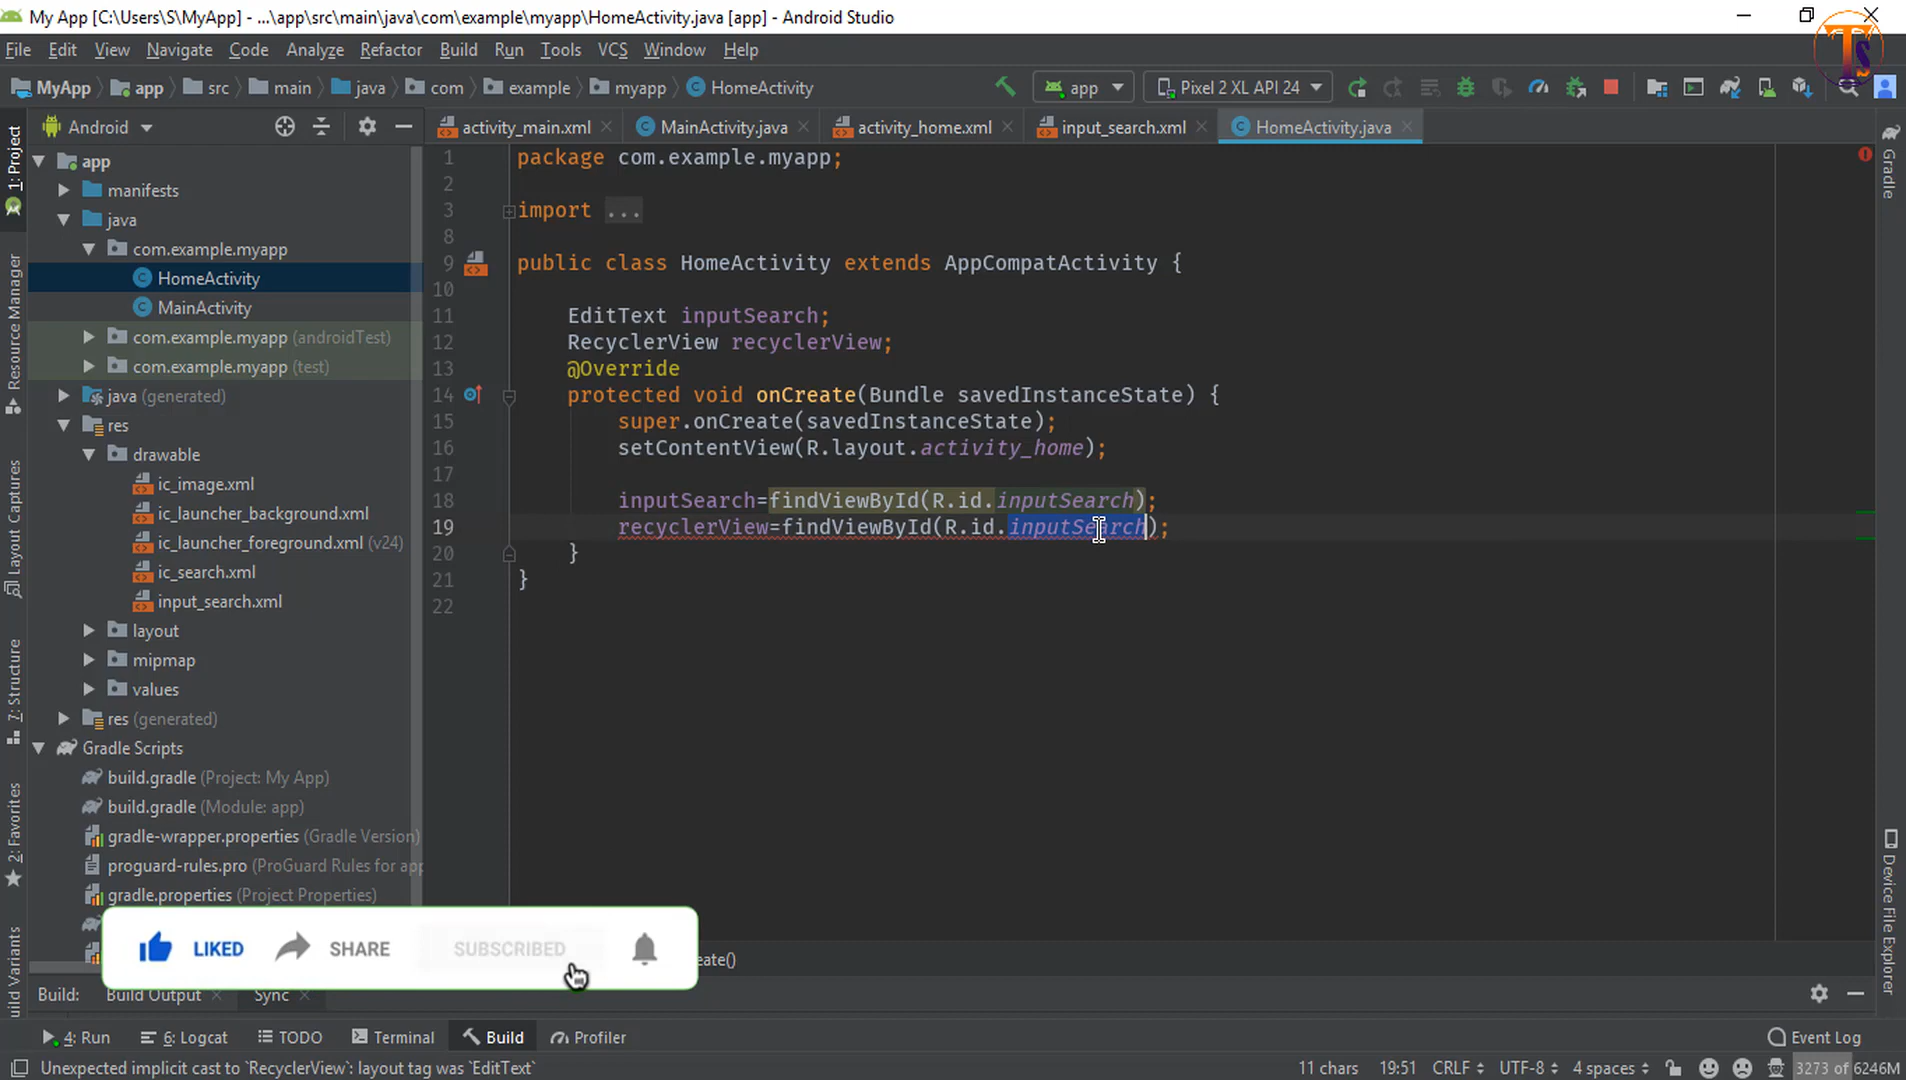 My App [C:\Users\S\MyApp] - ...\app\src\main\java\com\example\myapp\HomeActivity.java [app] - Android Studio
Ts
File Edit View Navigate Code Analyze Refactor Build Run Tools VCS Window Help
MyApp app src main java com example myapp HomeActivity
app Pixel 2 XL API 24
Android
activity_main.xml MainActivity.java activity_home.xml input_search.xml HomeActivity.java
1: Project
Resource Manager
Layout Captures
7: Structure
2: Favorites
uild Variants
app
manifests
java
com.example.myapp
HomeActivity
MainActivity
com.example.myapp (androidTest)
com.example.myapp (test)
java (generated)
res
drawable
ic_image.xml
ic_launcher_background.xml
ic_launcher_foreground.xml (v24)
ic_search.xml
input_search.xml
layout
mipmap
values
res (generated)
Gradle Scripts
build.gradle (Project: My App)
build.gradle (Module: app)
gradle-wrapper.properties (Gradle Version)
proguard-rules.pro (ProGuard Rules for app
gradle.properties (Project Properties)
1 package com.example.myapp;
2
3 import ...
8
9 public class HomeActivity extends AppCompatActivity {
10
11 EditText inputSearch;
12 RecyclerView recyclerView;
13 @Override
14 protected void onCreate(Bundle savedInstanceState) {
15 super.onCreate(savedInstanceState);
16 setContentView(R.layout.activity_home);
17
18 inputSearch=findViewById(R.id.inputSearch);
19 recyclerView=findViewById(R.id.inputSearch);
20 }
21 }
22
Gradle
Device File Explorer
LIKED SHARE SUBSCRIBED
eate()
Build: Build Output Sync
4: Run 6: Logcat TODO Terminal Build Profiler Event Log
Unexpected implicit cast to `RecyclerView`: layout tag was `EditText` 11 chars 19:51 CRLF UTF-8 4 spaces 3273 of 6246M